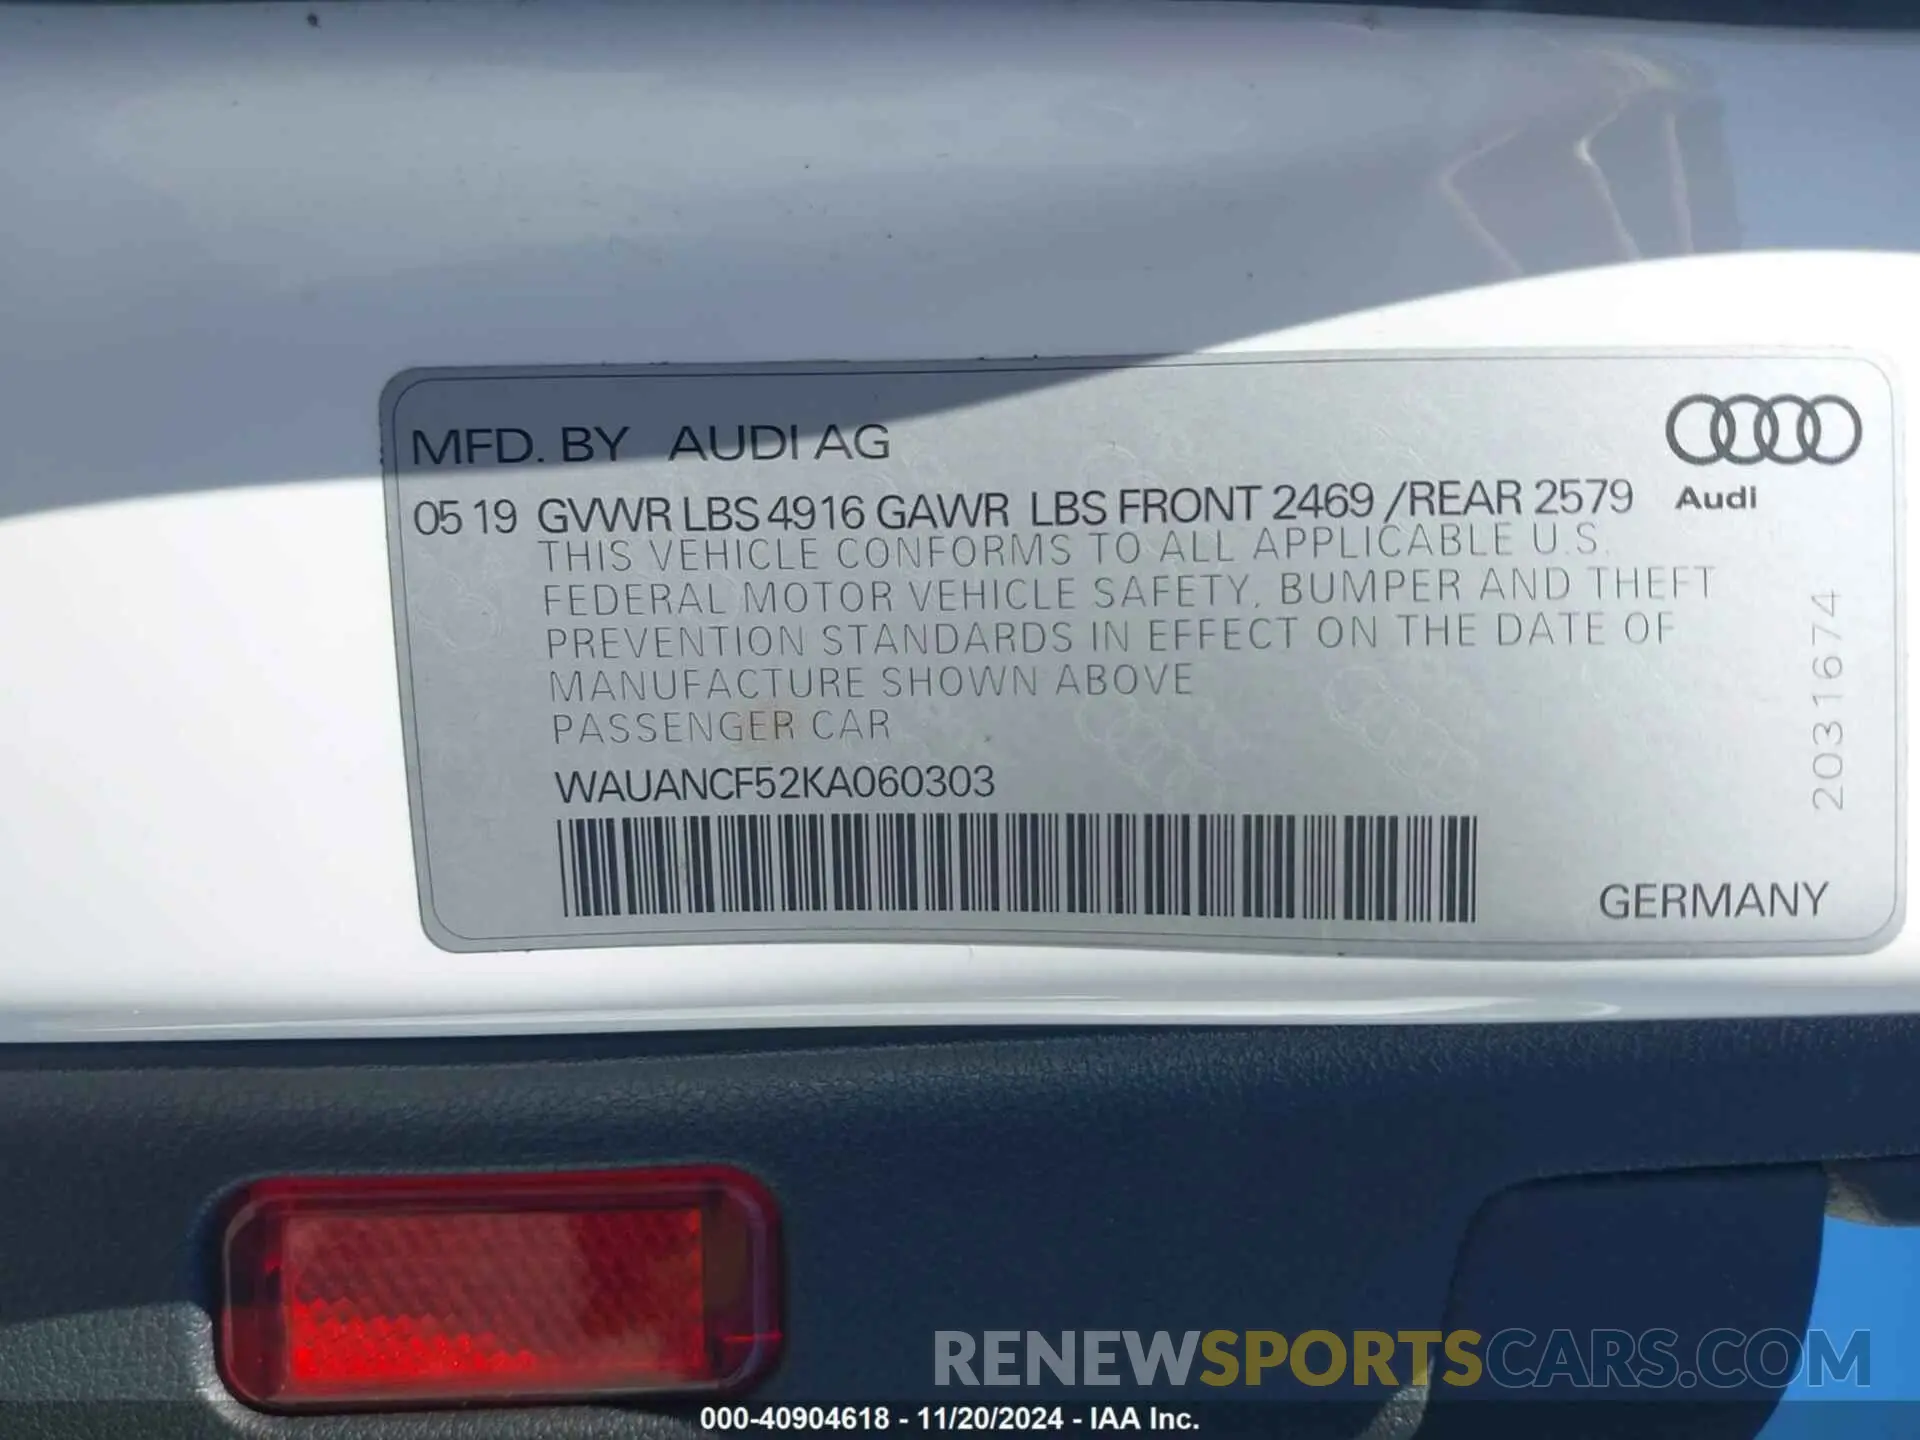 MFD. BY AUDI AG
05 19 GVWR LBS 4916 GAWR LBS FRONT 2469 /REAR 2579
Audi
THIS VEHICLE CONFORMS TO ALL APPLICABLE U.S.
FEDERAL MOTOR VEHICLE SAFETY, BUMPER AND THEFT
PREVENTION STANDARDS IN EFFECT ON THE DATE OF
MANUFACTURE SHOWN ABOVE
PASSENGER CAR
WAUANCF52KA060303
2031674
GERMANY
RENEWSPORTSCARS.COM
000-40904618 - 11/20/2024 - IAA Inc.